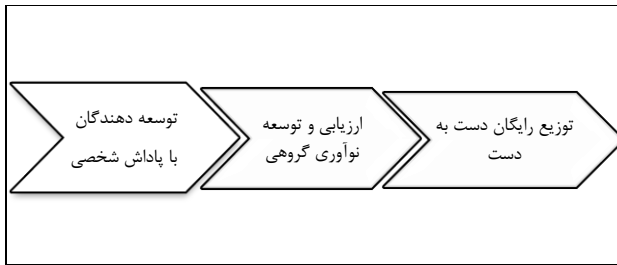 توسعه دهندگان
با پاداش شخصی
ارزیابی و توسعه
نوآوری گروهی
توزیع رایگان دست به
دست